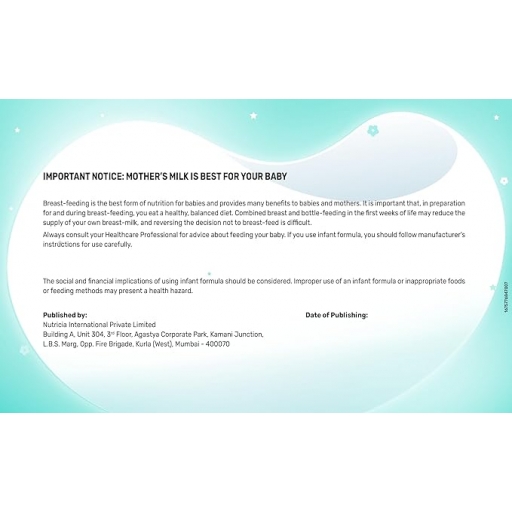 IMPORTANT NOTICE: MOTHER'S MILK IS BEST FOR YOUR BABY
Breast-feeding is the best form of nutrition for babies and provides many benefits to babies and mothers. It is important that, in preparation
for and during breast-feeding, you eat a healthy, balanced diet. Combined breast and bottle-feeding in the first weeks of life may reduce the
supply of your own breast-milk, and reversing the decision not to breast-feed is difficult.
Always consult your Healthcare Professional for advice about feeding your baby. If you use infant formula, you should follow manufacturer's
instructions for use carefully.
The social and financial implications of using infant formula should be considered. Improper use of an infant formula or inappropriate foods
or feeding methods may present a health hazard.
Published by:
Nutricia International Private Limited
Building A, Unit 304, 3rd Floor, Agastya Corporate Park, Kamani Junction,
L.B.S. Marg, Opp. Fire Brigade, Kurla (West), Mumbai - 400070
Date of Publishing: